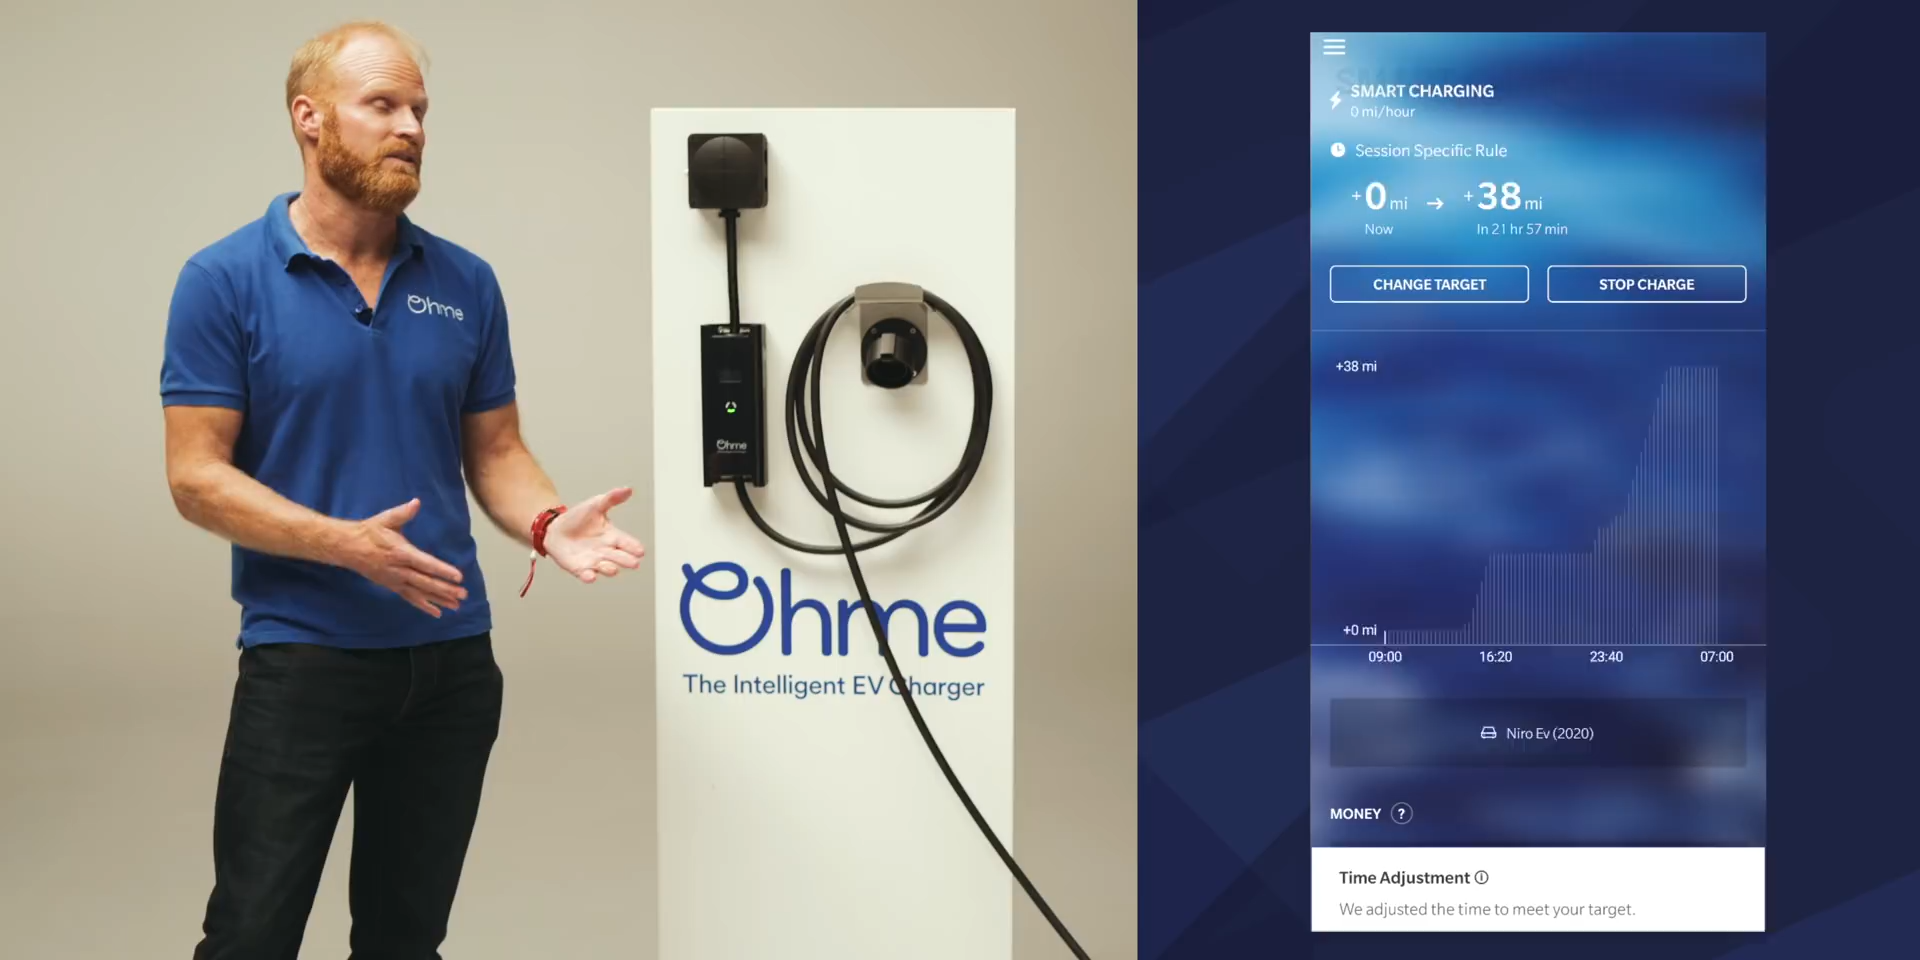 Ohme
Ohme
Ohme
The Intelligent EV Charger
SMART CHARGING
0 mi/hour
Session Specific Rule
+0 mi → +38 mi
Now In 21 hr 57 min
CHANGE TARGET STOP CHARGE
+38 mi
+0 mi
09:00 16:20 23:40 07:00
Niro Ev (2020)
MONEY ?
Time Adjustment
We adjusted the time to meet your target.